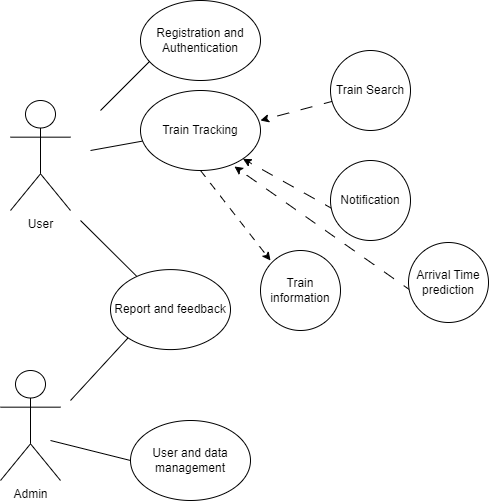 Registration and
Authentication
Train Search
Train Tracking
Notification
User
Train
information
Arrival Time
prediction
Report and feedback
User and data
management
Admin